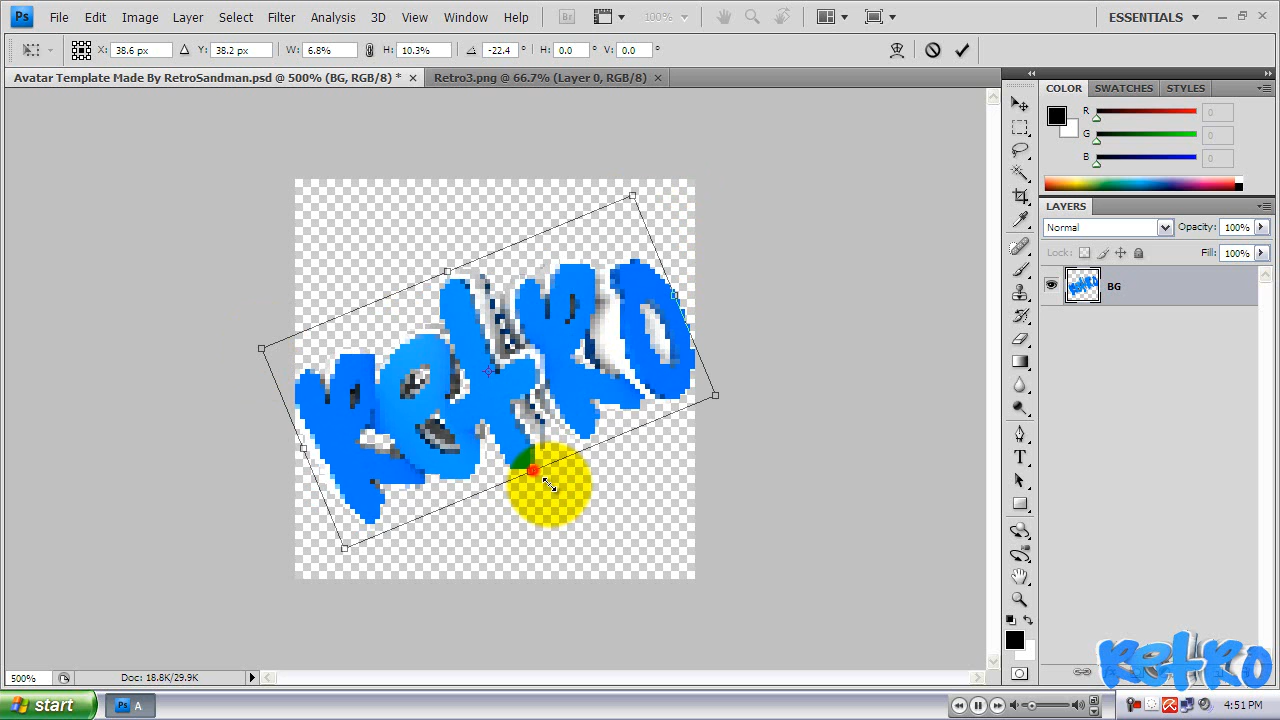 Ps File Edit Image Layer Select Filter Analysis 3D View Window Help Br 100% ESSENTIALS
X: 38.6 px Y: 38.2 px W: 6.8% H: 10.3% -22.4 ° H: 0.0 ° V: 0.0 °
Avatar Template Made By RetroSandman.psd @ 500% (BG, RGB/8) * × Retro3.png @ 66.7% (Layer 0, RGB/8) ×
COLOR SWATCHES STYLES
R 0
G 0
B 0
LAYERS
Normal Opacity: 100%
Lock: Fill: 100%
BG
Retro
retro
500% Doc: 18.8K/29.9K
start Ps A 4:51 PM